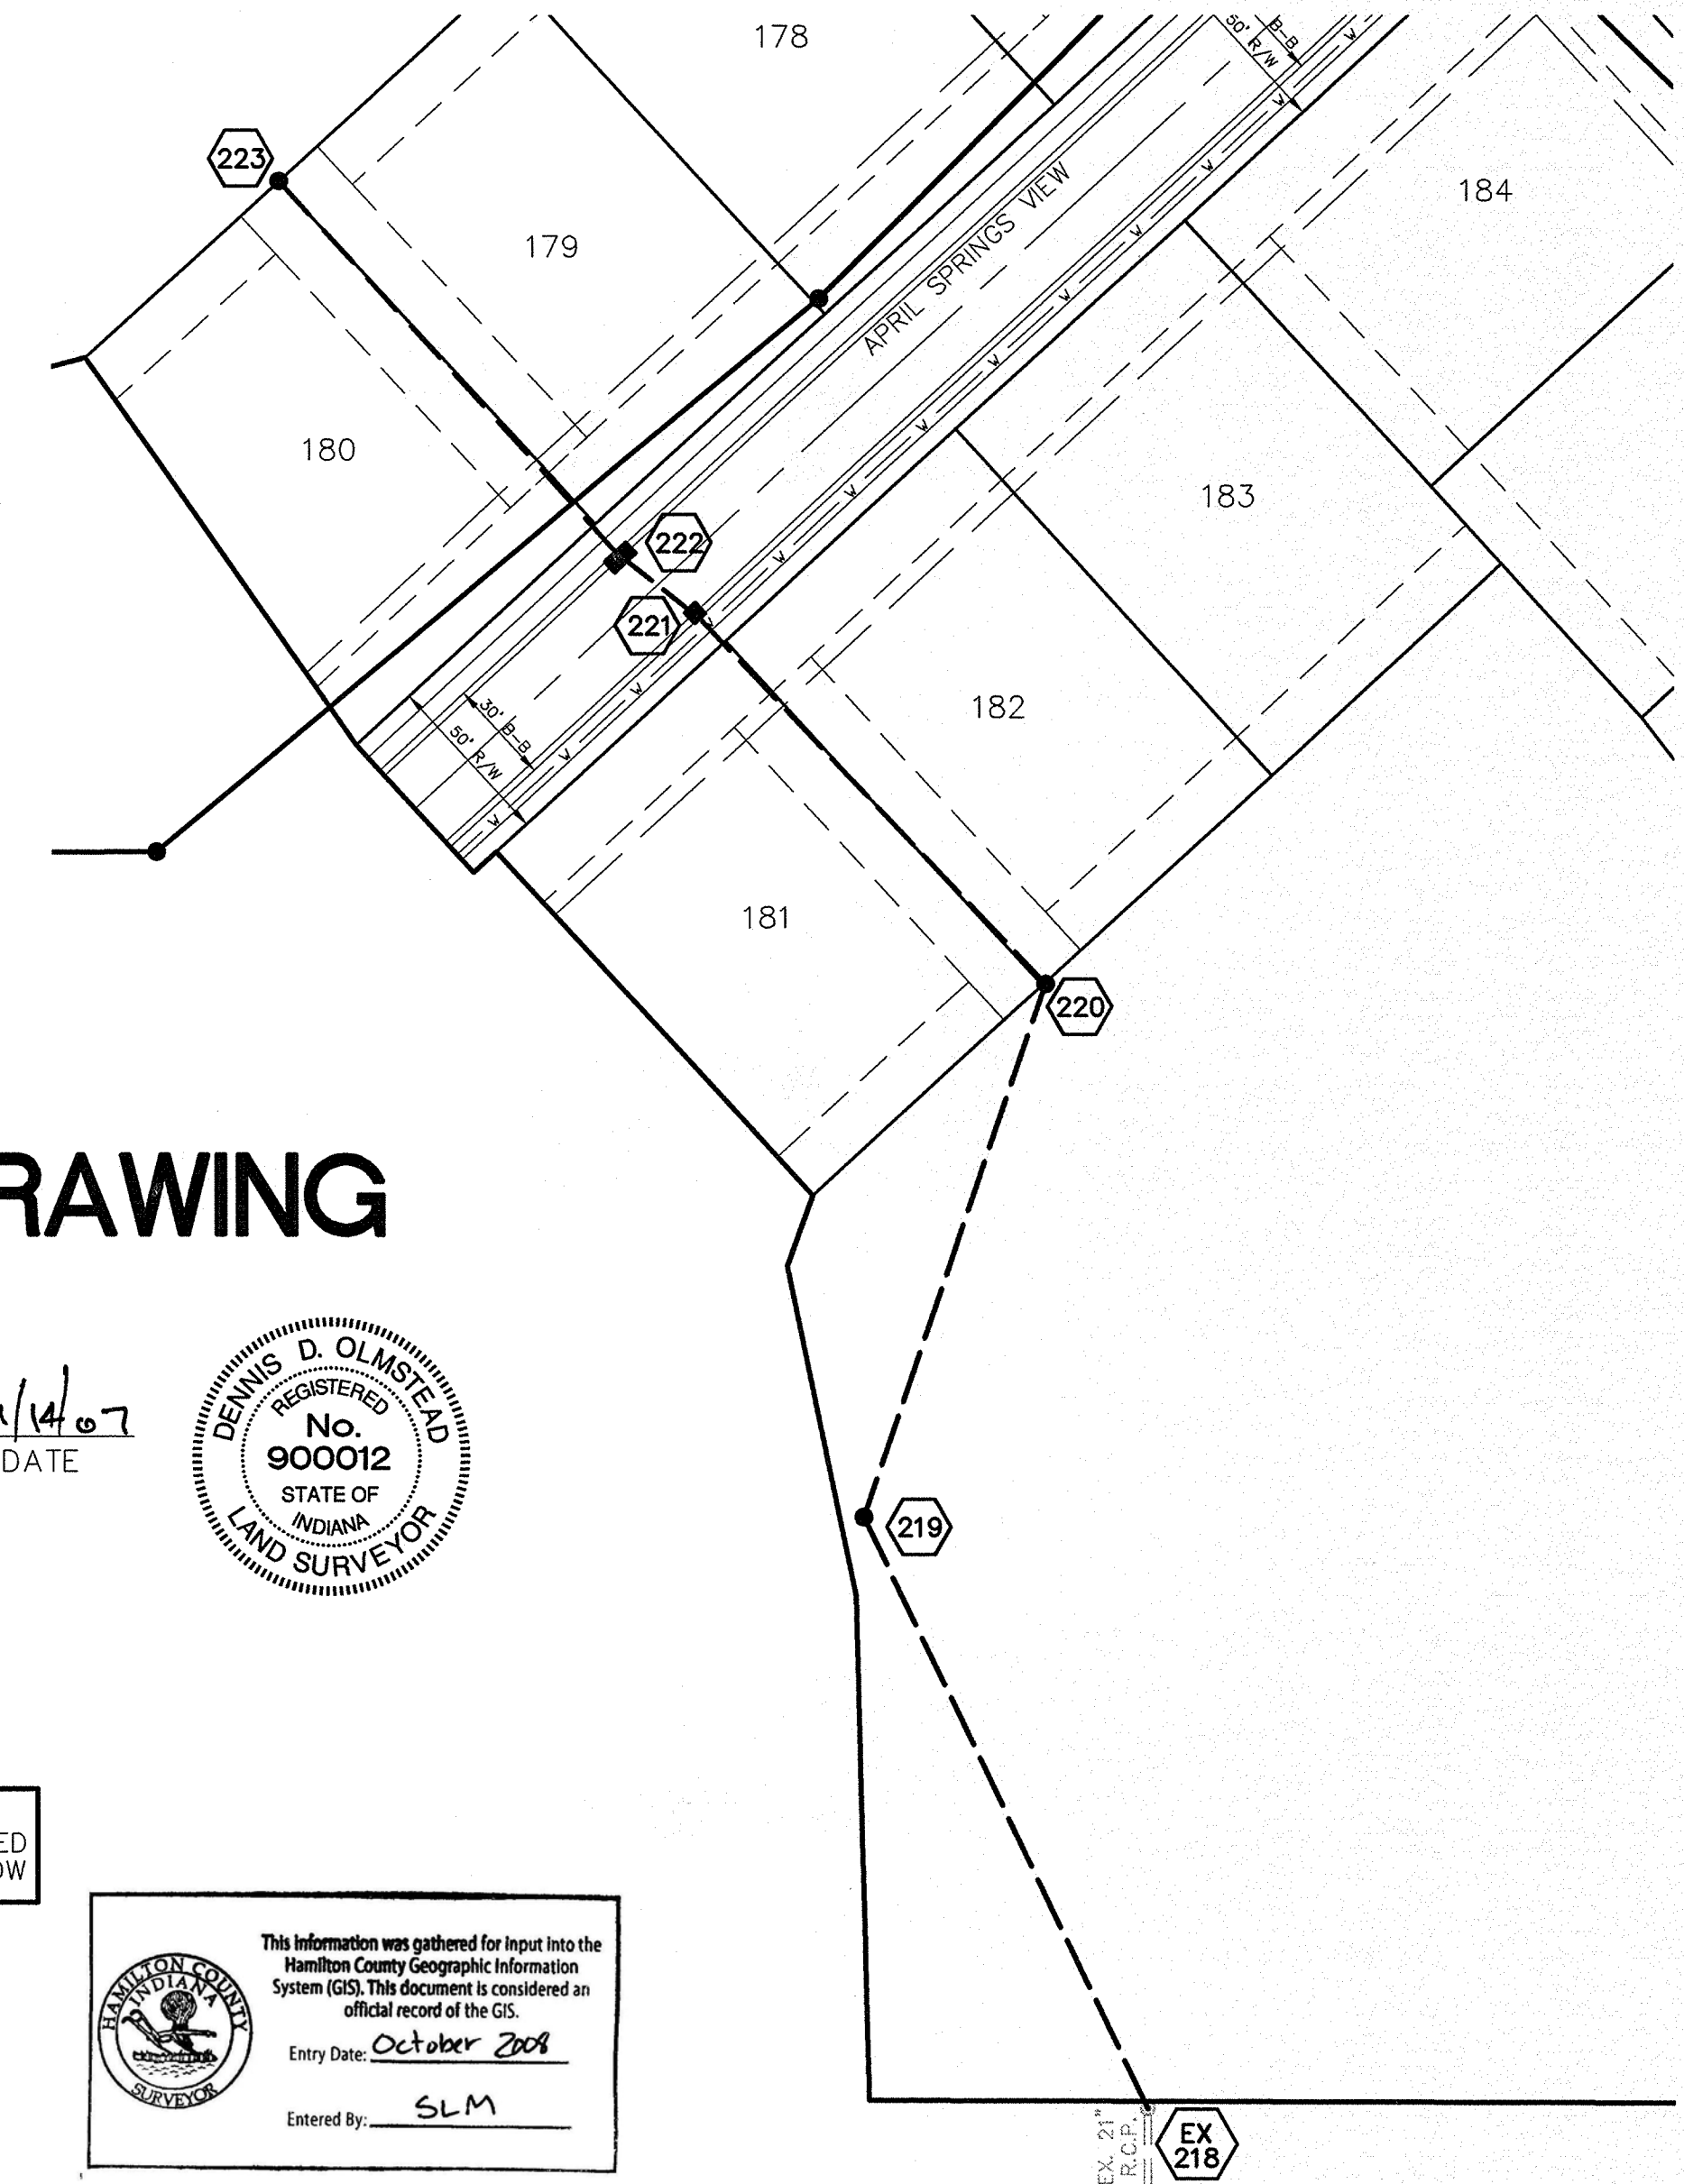 178
50' R/W
B-B
223
184
179
APRIL SPRINGS VIEW
180
183
222
221
182
30' B-B
50' R/W
W W W W W W W W W W W W W W
181
220
RAWING
/14/07
DATE
DENNIS D. OLMSTEAD
REGISTERED
No.
900012
STATE OF
INDIANA
LAND SURVEYOR
219
ED
OW
This information was gathered for input into the
Hamilton County Geographic Information
System (GIS). This document is considered an
official record of the GIS.
Entry Date: October 2008
Entered By: SLM
HAMILTON COUNTY
INDIANA
SURVEYOR
EX. 21"
R.C.P.
EX
218